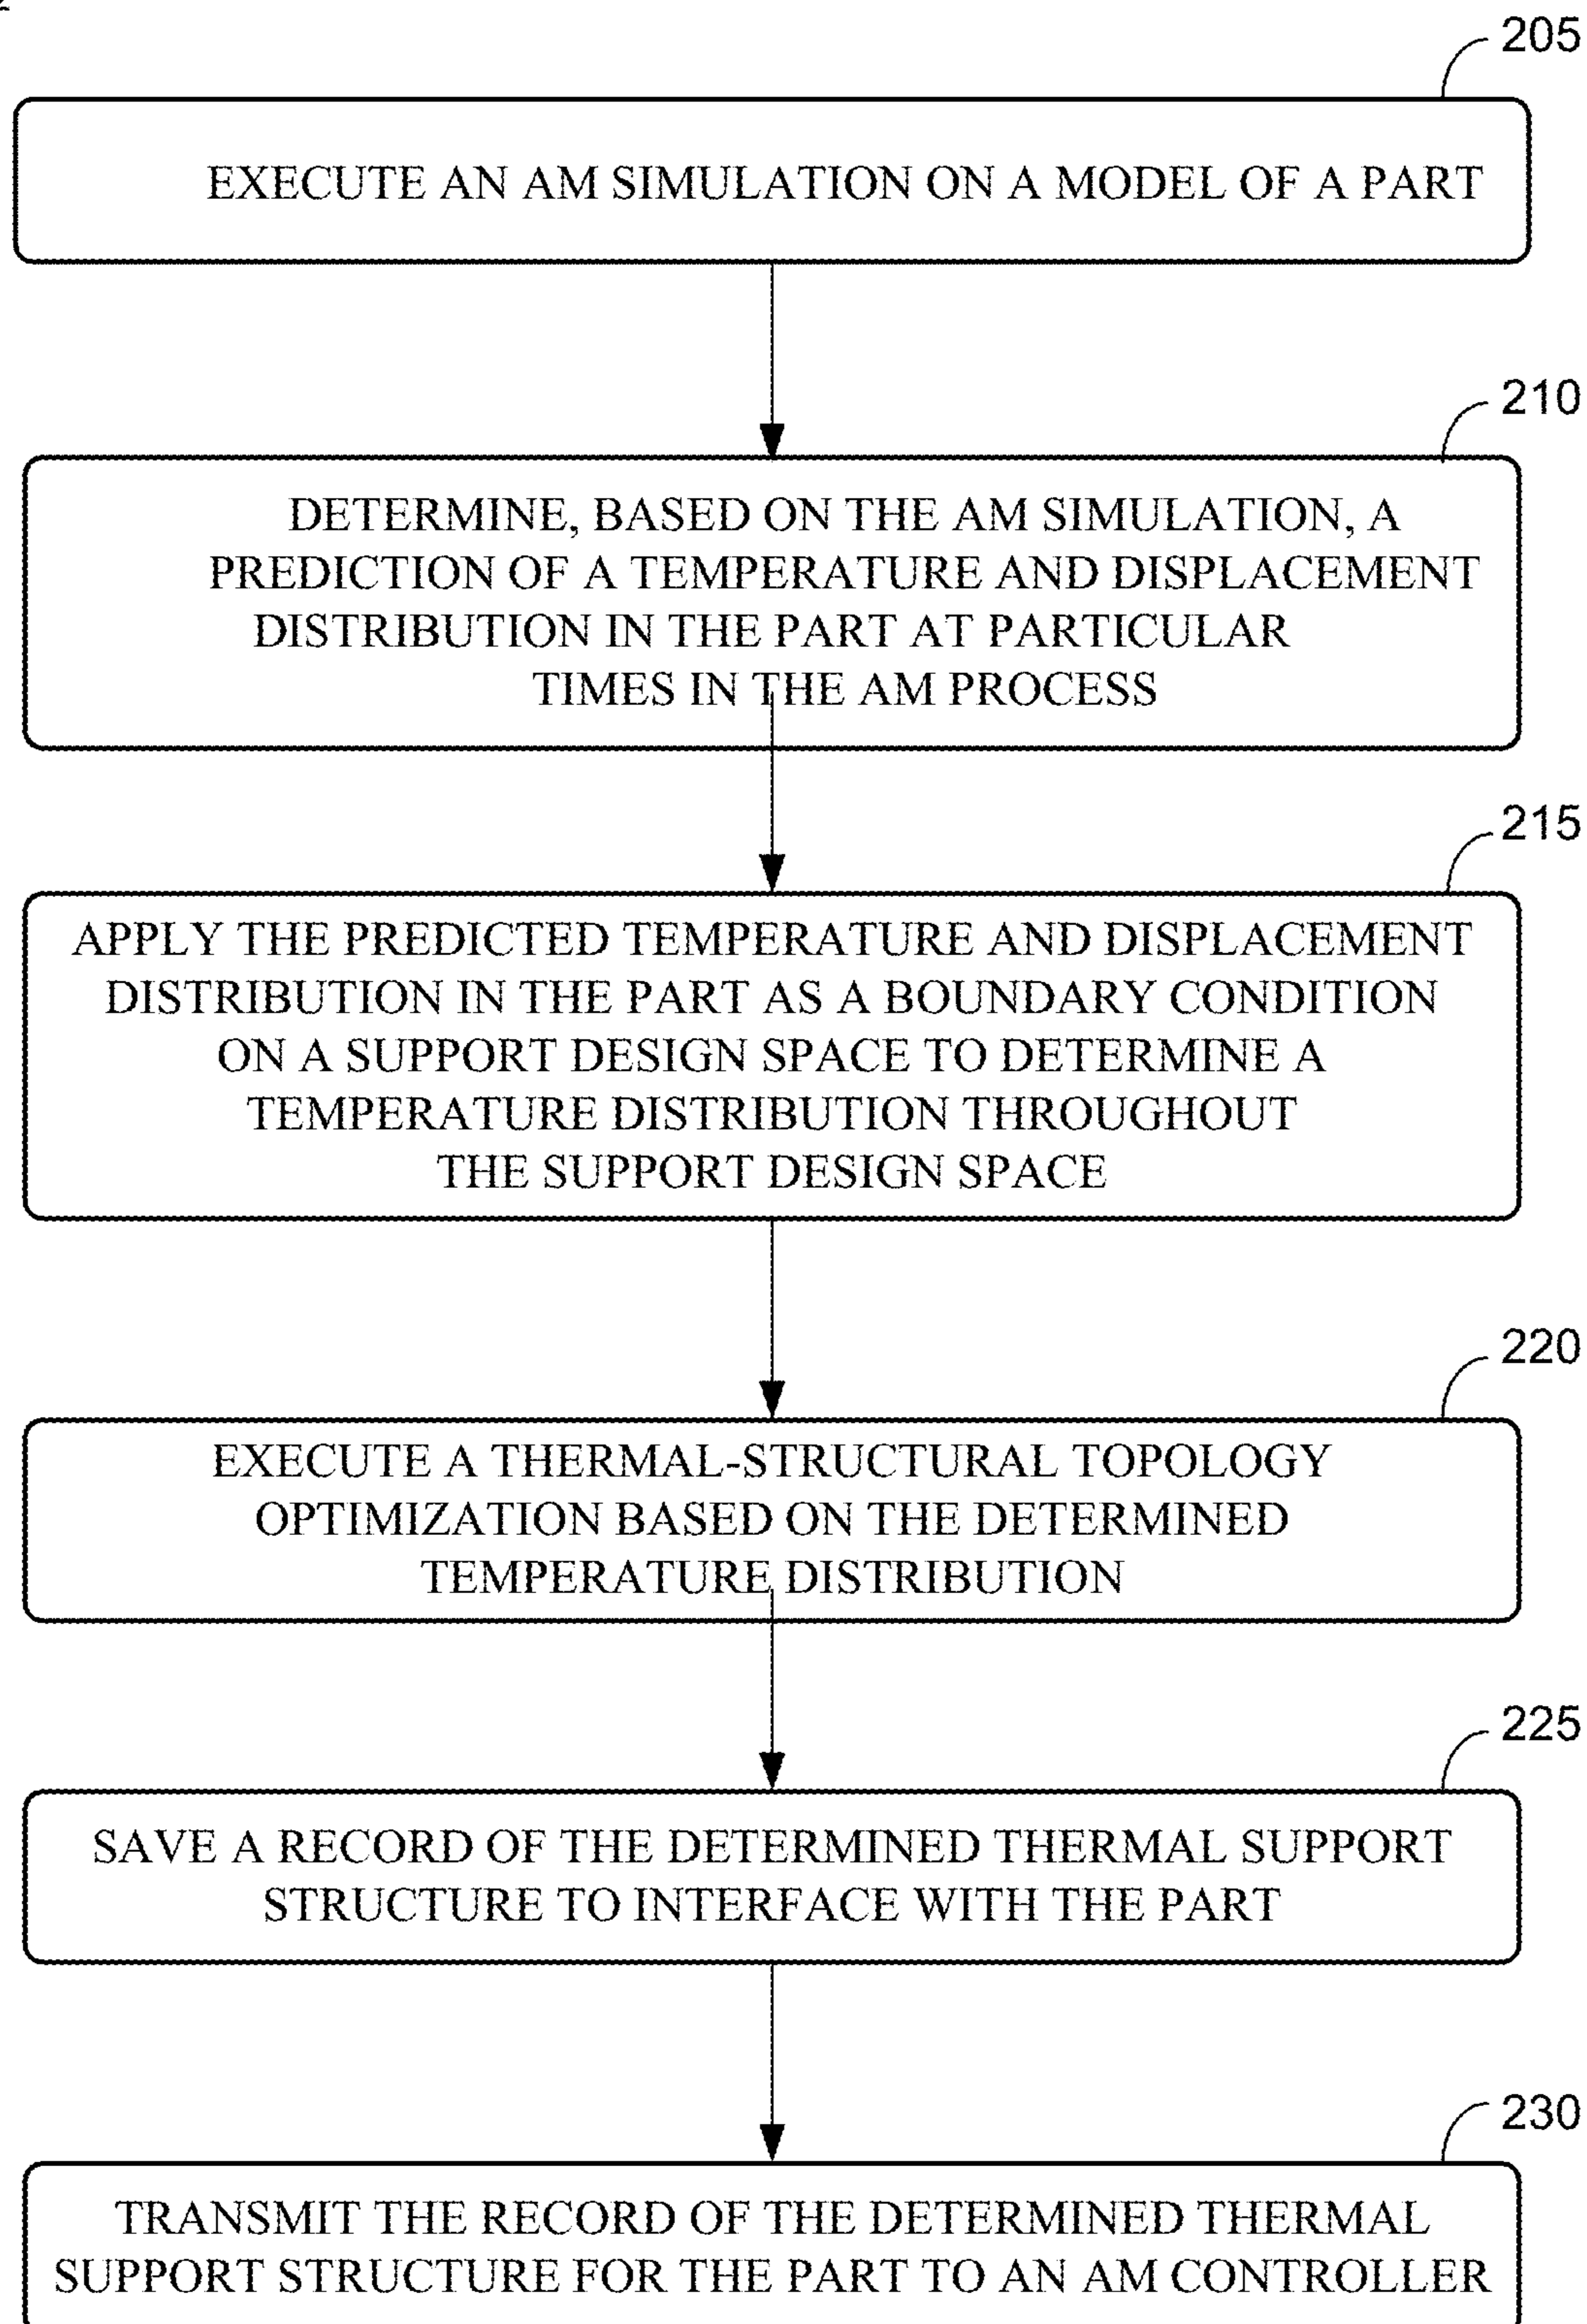 205
EXECUTE AN AM SIMULATION ON A MODEL OF A PART
210
DETERMINE, BASED ON THE AM SIMULATION, A
PREDICTION OF A TEMPERATURE AND DISPLACEMENT
DISTRIBUTION IN THE PART AT PARTICULAR
TIMES IN THE AM PROCESS
215
APPLY THE PREDICTED TEMPERATURE AND DISPLACEMENT
DISTRIBUTION IN THE PART AS A BOUNDARY CONDITION
ON A SUPPORT DESIGN SPACE TO DETERMINE A
TEMPERATURE DISTRIBUTION THROUGHOUT
THE SUPPORT DESIGN SPACE
220
EXECUTE A THERMAL-STRUCTURAL TOPOLOGY
OPTIMIZATION BASED ON THE DETERMINED
TEMPERATURE DISTRIBUTION
225
SAVE A RECORD OF THE DETERMINED THERMAL SUPPORT
STRUCTURE TO INTERFACE WITH THE PART
230
TRANSMIT THE RECORD OF THE DETERMINED THERMAL
SUPPORT STRUCTURE FOR THE PART TO AN AM CONTROLLER